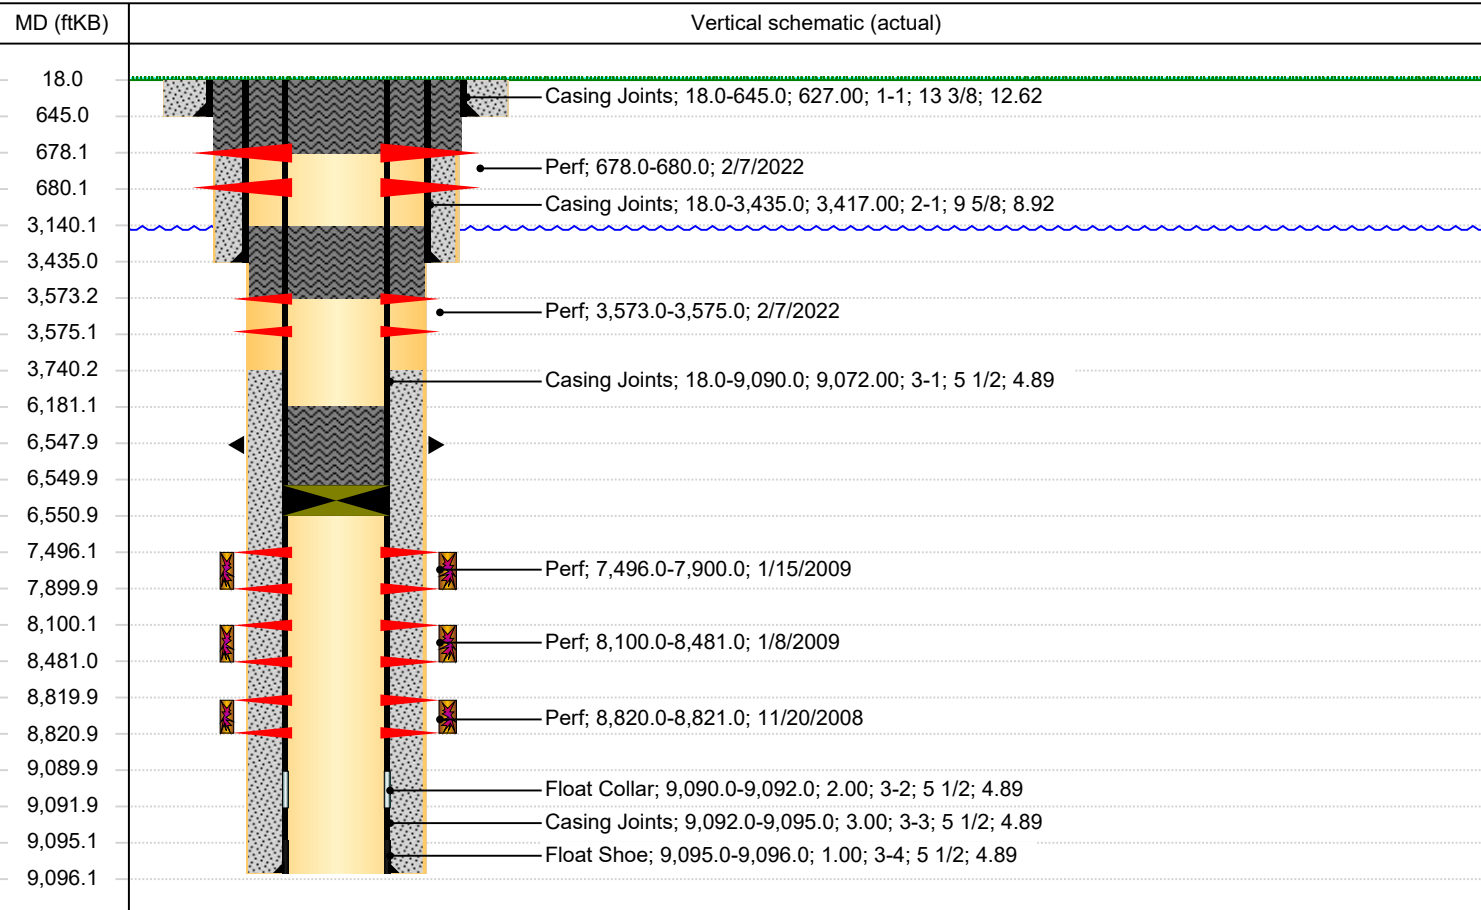 MD (ftKB)
Vertical schematic (actual)
18.0
Casing Joints; 18.0-645.0; 627.00; 1-1; 13 3/8; 12.62
645.0
678.1
Perf; 678.0-680.0; 2/7/2022
680.1
Casing Joints; 18.0-3,435.0; 3,417.00; 2-1; 9 5/8; 8.92
3,140.1
3,435.0
3,573.2
Perf; 3,573.0-3,575.0; 2/7/2022
3,575.1
3,740.2
Casing Joints; 18.0-9,090.0; 9,072.00; 3-1; 5 1/2; 4.89
6,181.1
6,547.9
6,549.9
6,550.9
7,496.1
Perf; 7,496.0-7,900.0; 1/15/2009
7,899.9
8,100.1
Perf; 8,100.0-8,481.0; 1/8/2009
8,481.0
8,819.9
Perf; 8,820.0-8,821.0; 11/20/2008
8,820.9
9,089.9
Float Collar; 9,090.0-9,092.0; 2.00; 3-2; 5 1/2; 4.89
9,091.9
Casing Joints; 9,092.0-9,095.0; 3.00; 3-3; 5 1/2; 4.89
9,095.1
Float Shoe; 9,095.0-9,096.0; 1.00; 3-4; 5 1/2; 4.89
9,096.1